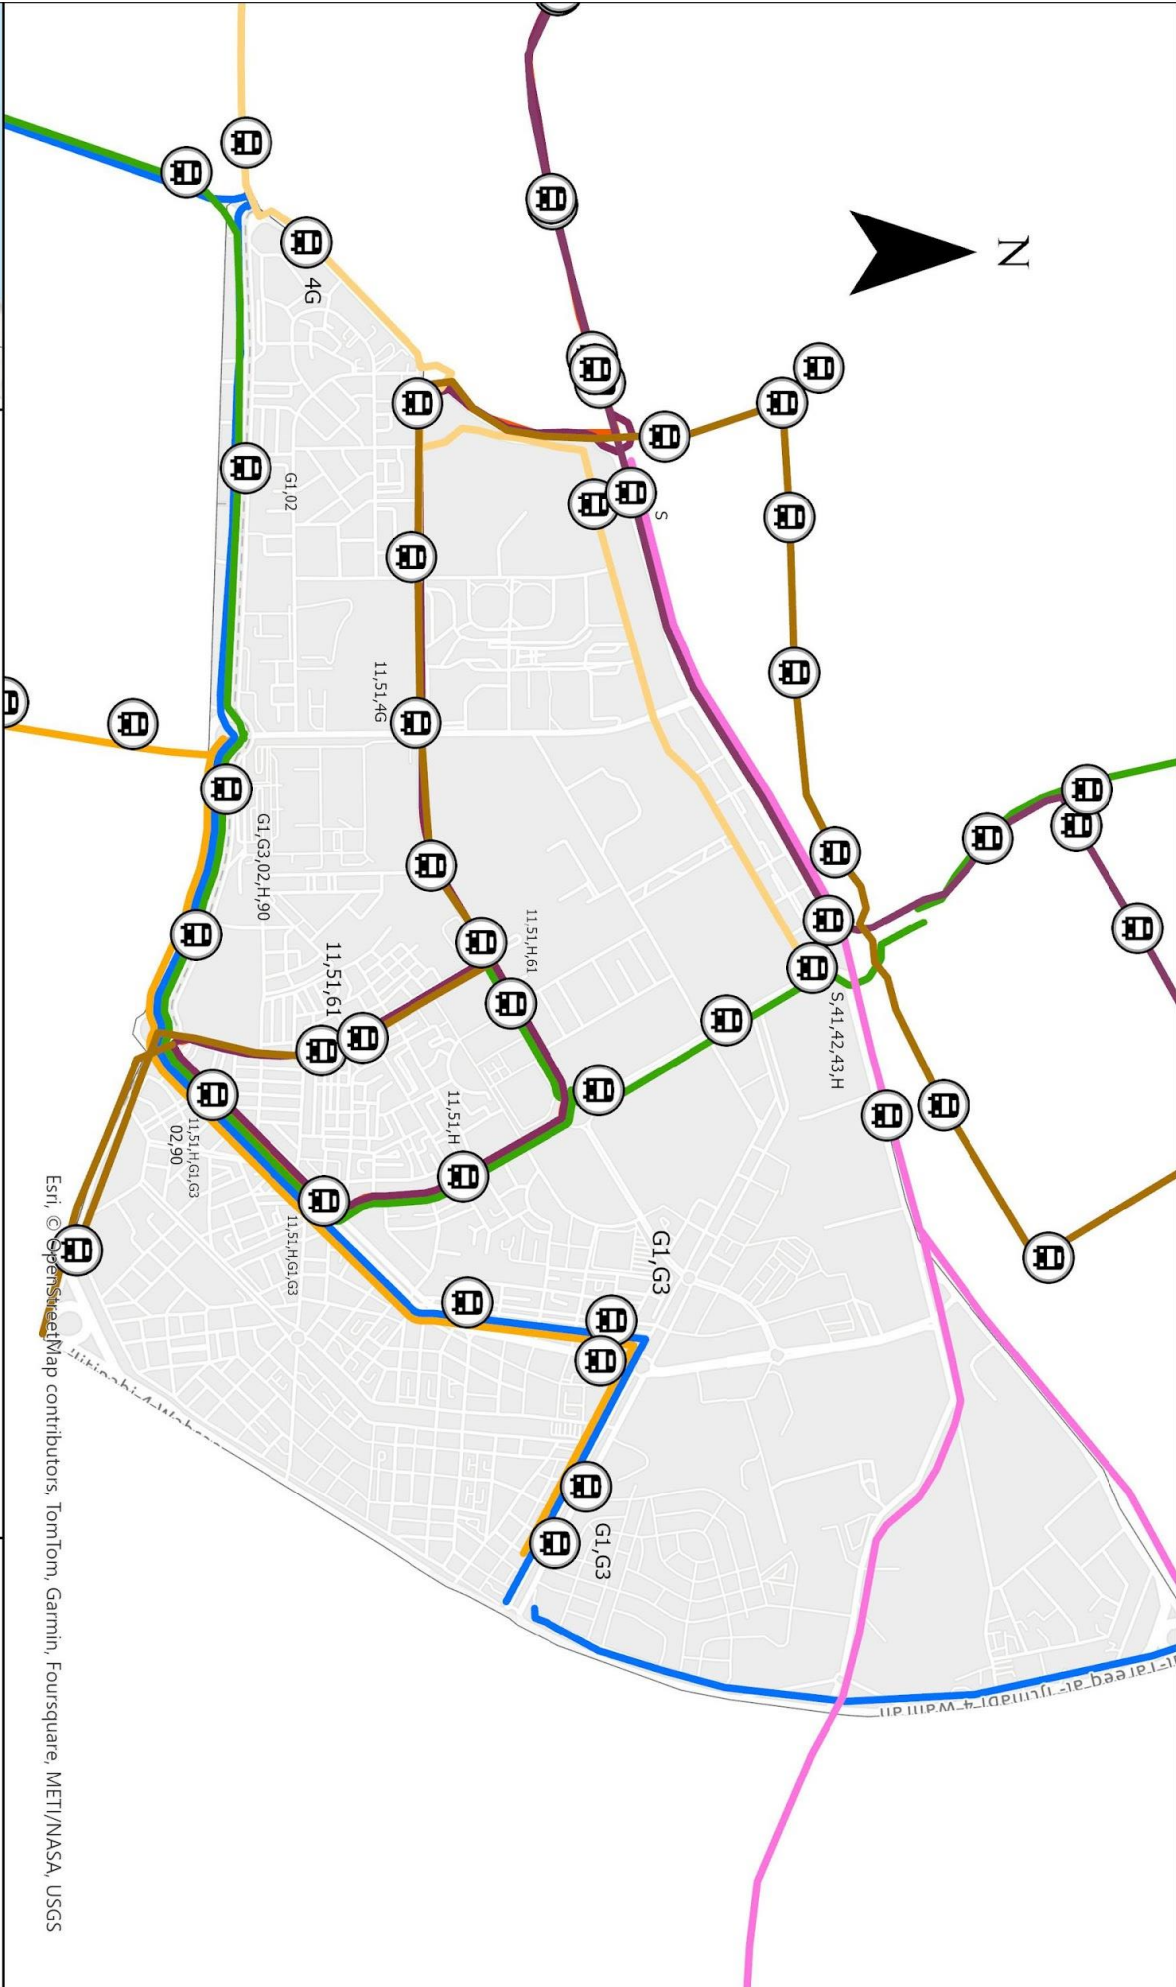 N
4G
G1,02
S
11,51,4G
G1,G3,02,H,90
11,51,H,61
11,51,61
S,41,42,43,H
11,51,H
11,51,H,G1,G3
02,90
11,51,H,G1,G3
G1,G3
G1,G3
Esri, © OpenStreetMap contributors, TomTom, Garmin, Foursquare, METI/NASA, USGS